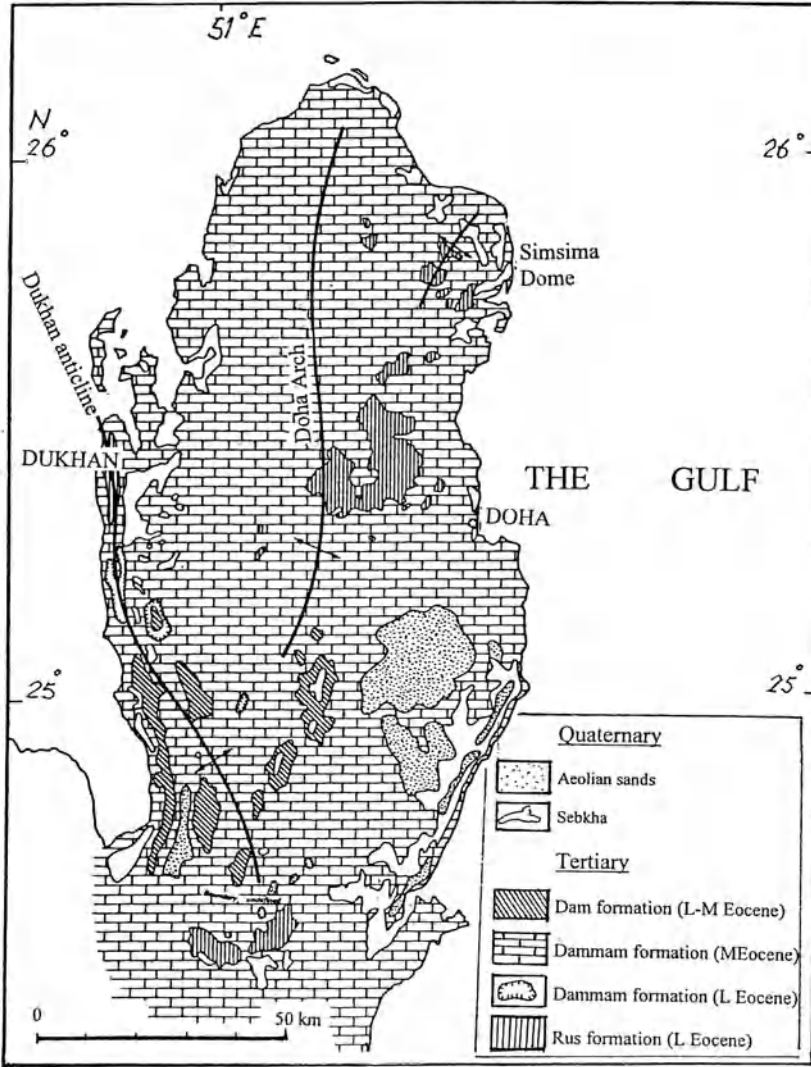 51°E
N
26°
26°
Simsima
Dome
Dukhan anticline
Doha Arch
DUKHAN
THE GULF
DOHA
25°
25°
Quaternary
Aeolian sands
Sebkha
Tertiary
Dam formation (L-M Eocene)
Dammam formation (MEocene)
Dammam formation (L Eocene)
Rus formation (L Eocene)
0
50 km